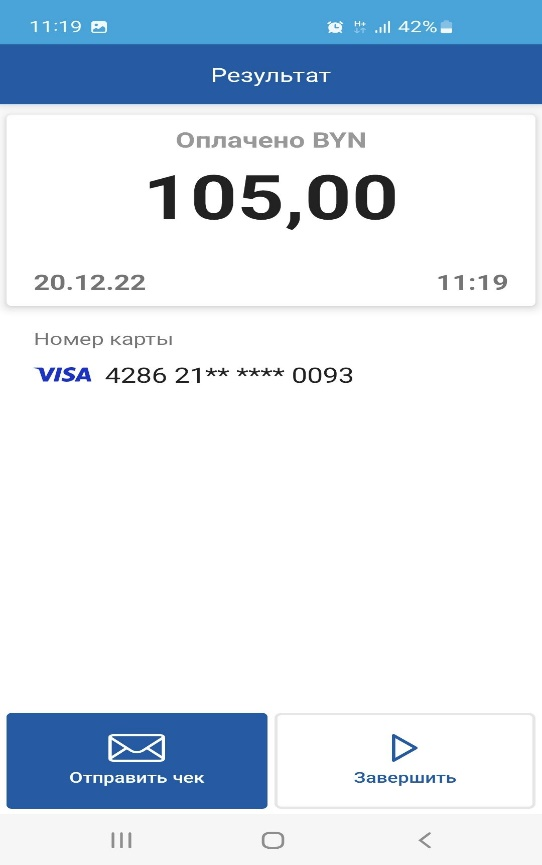 11:19 42%
Результат
Оплачено BYN
105,00
20.12.22 11:19
Номер карты
VISA 4286 21** **** 0093
Отправить чек Завершить